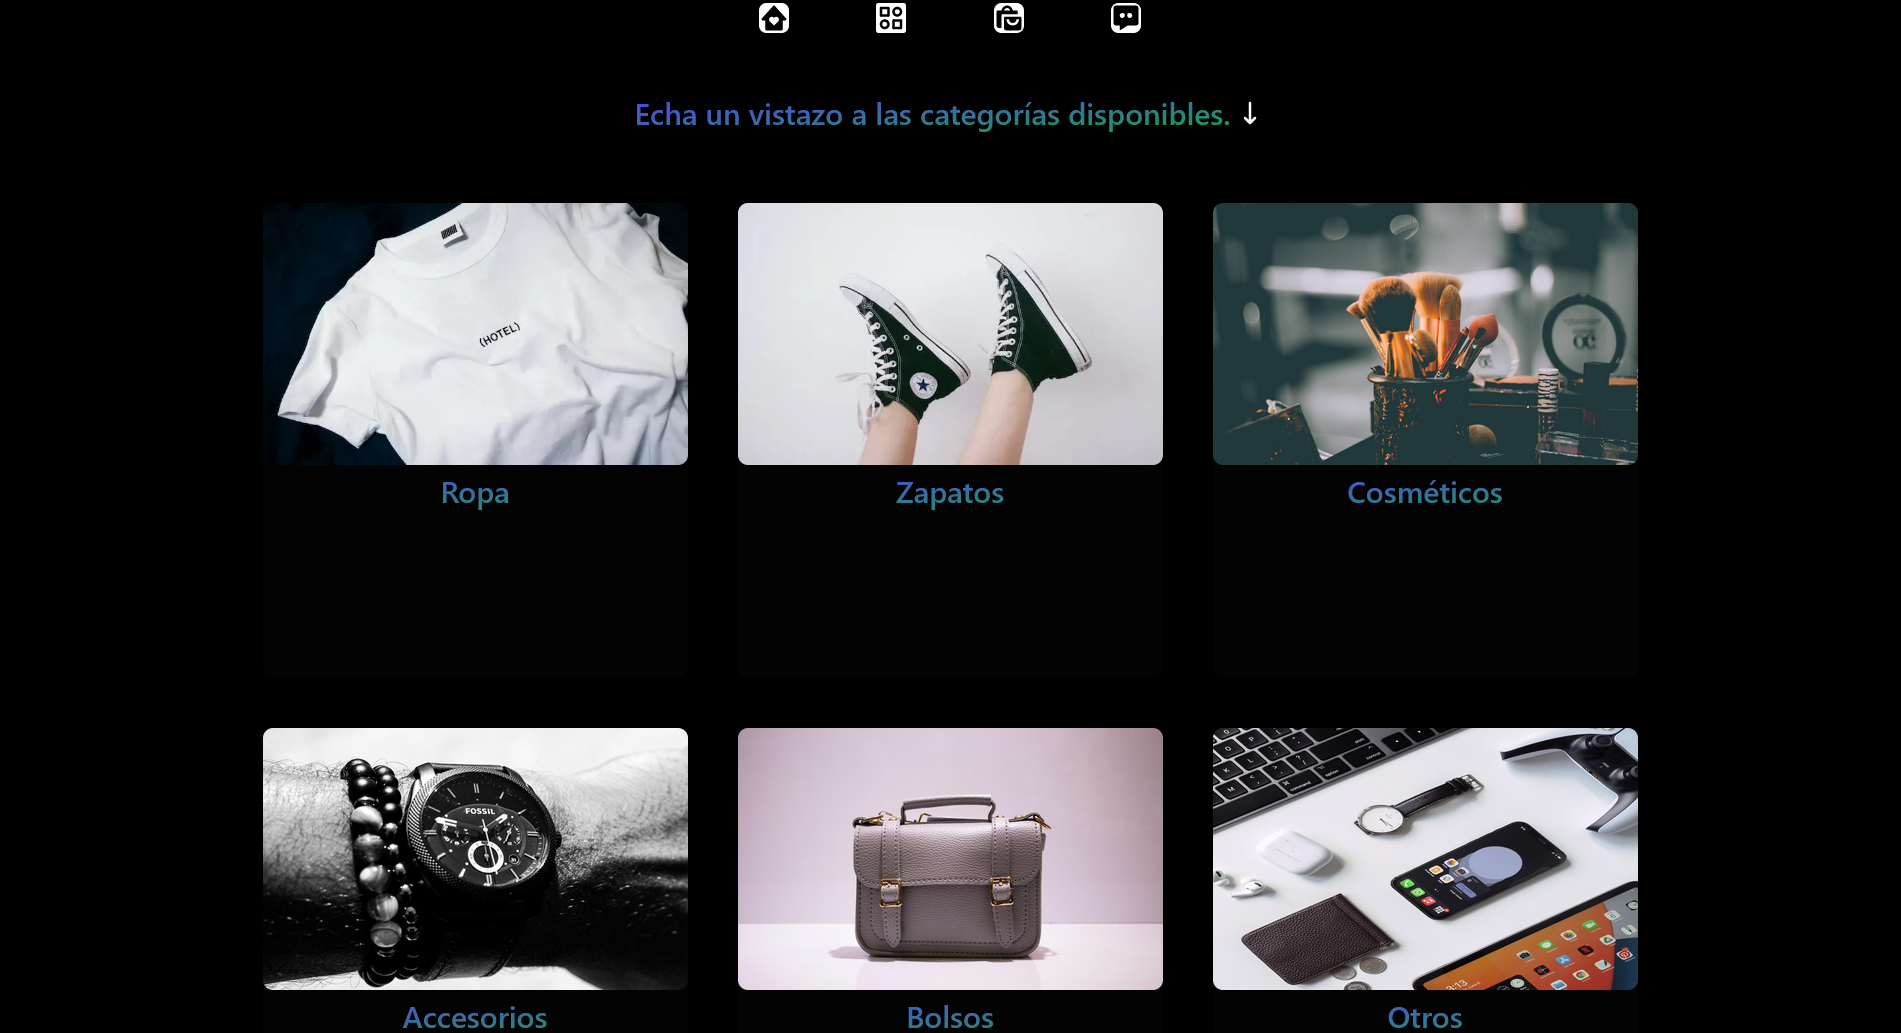 Echa un vistazo a las categorías disponibles. ↓
(HOTEL)
Ropa
Zapatos
Cosméticos
FOSSIL
Accesorios
Bolsos
Otros